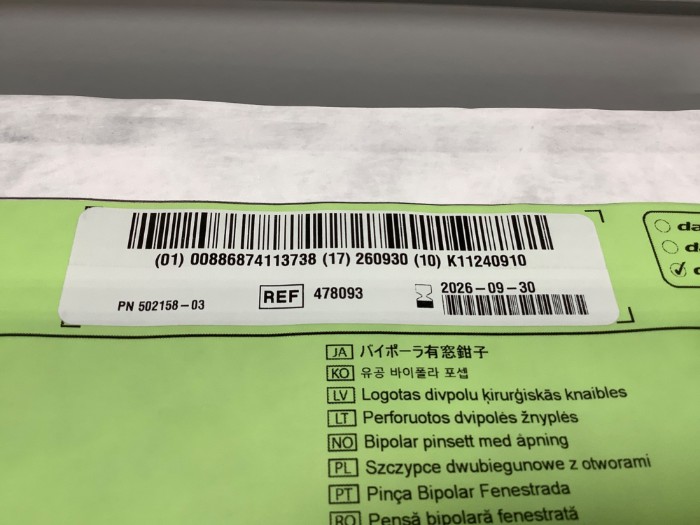 (01) 00886874113738 (17) 260930 (10) K11240910
PN 502158-03
REF 478093
2026-09-30
da
d
JA バイポーラ有窓鉗子
KO 유공 바이폴라 포셉
LV Logotas divpolu ķirurģiskās knaibles
LT Perforuotos dvipolės žnyplės
NO Bipolar pinsett med åpning
PL Szczypce dwubiegunowe z otworami
PT Pinça Bipolar Fenestrada
RO Pensă bipolară fenestrată